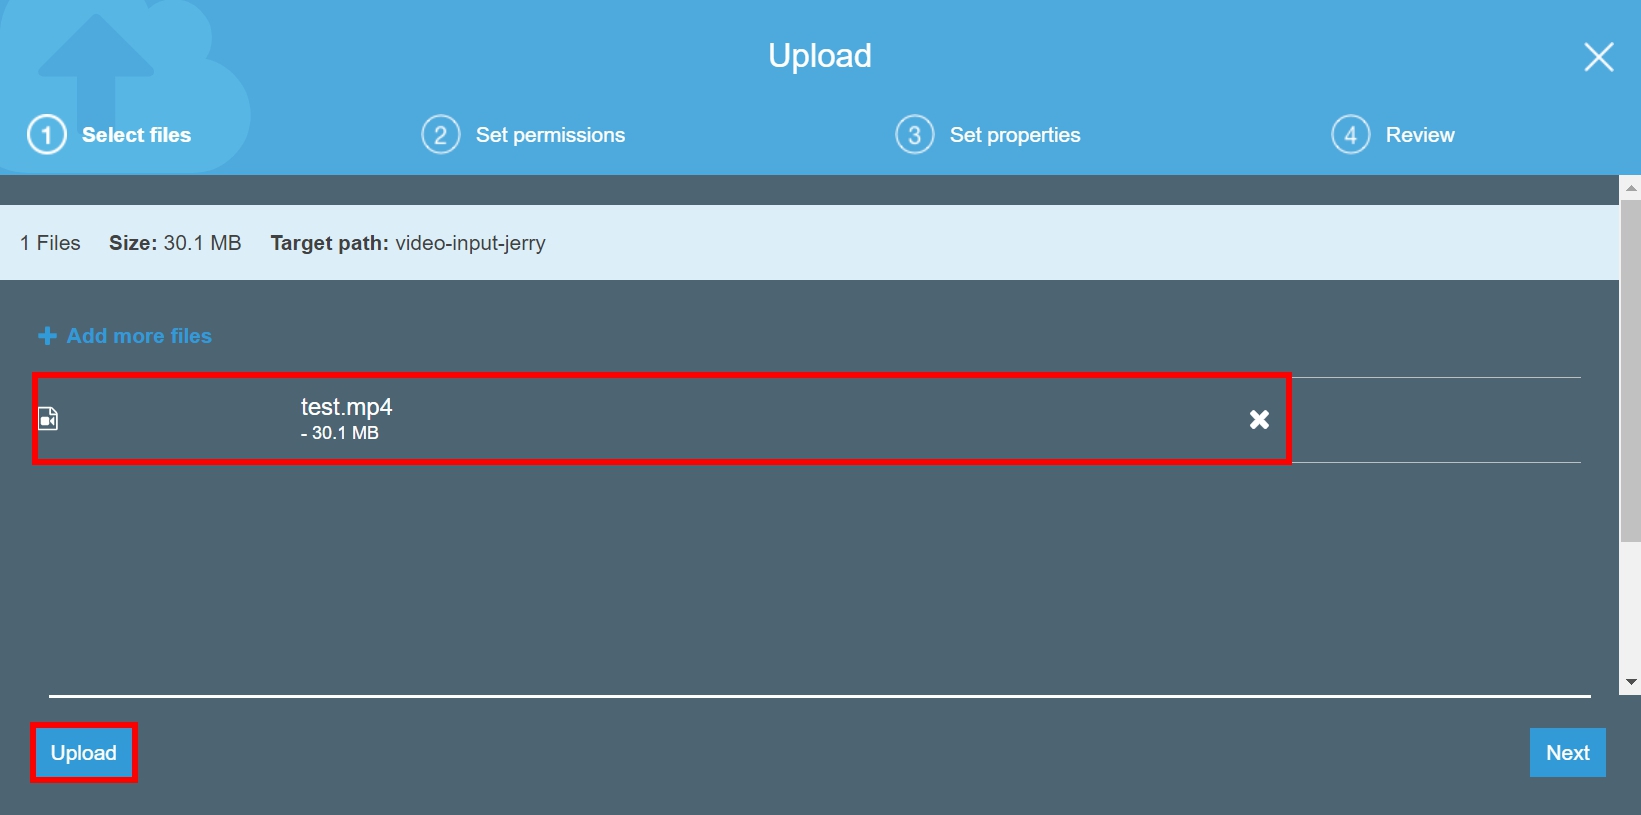 Upload
1 Select files
2 Set permissions
3 Set properties
4 Review
1 Files Size: 30.1 MB Target path: video-input-jerry
Add more files
test.mp4
- 30.1 MB
Upload
Next